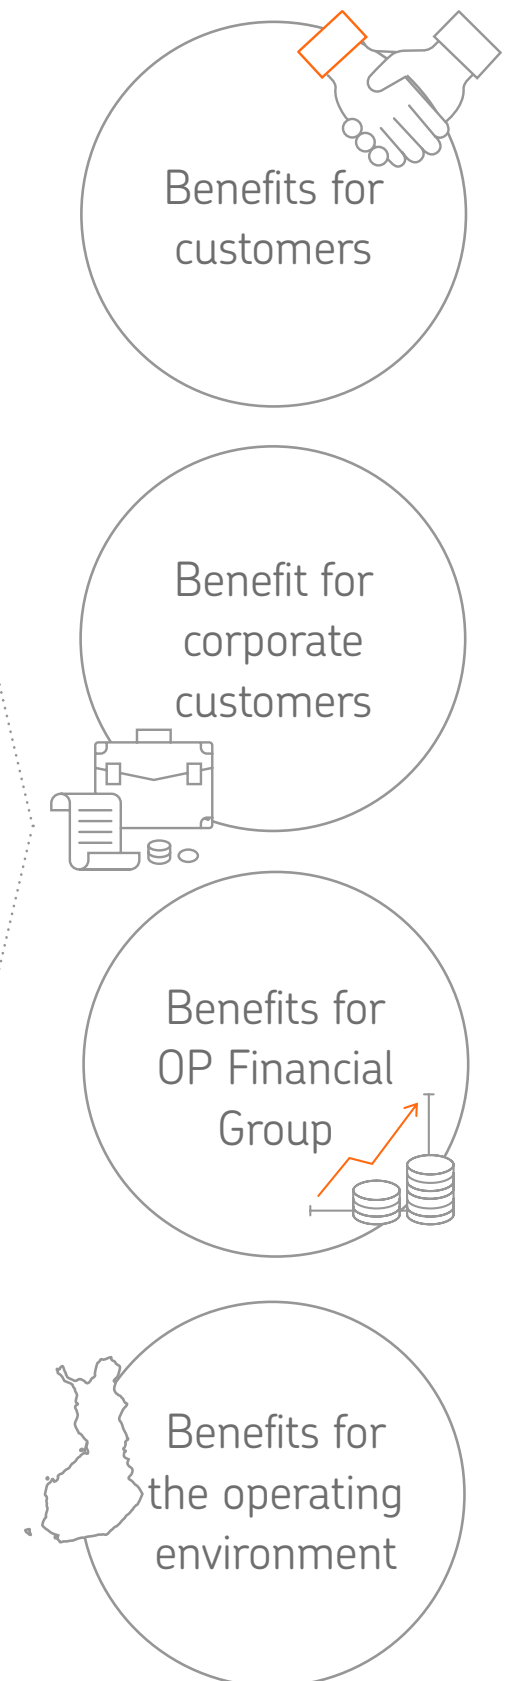 Benefits for
customers
Benefit for
corporate
customers
Benefits for
OP Financial
Group
Benefits for
the operating
environment